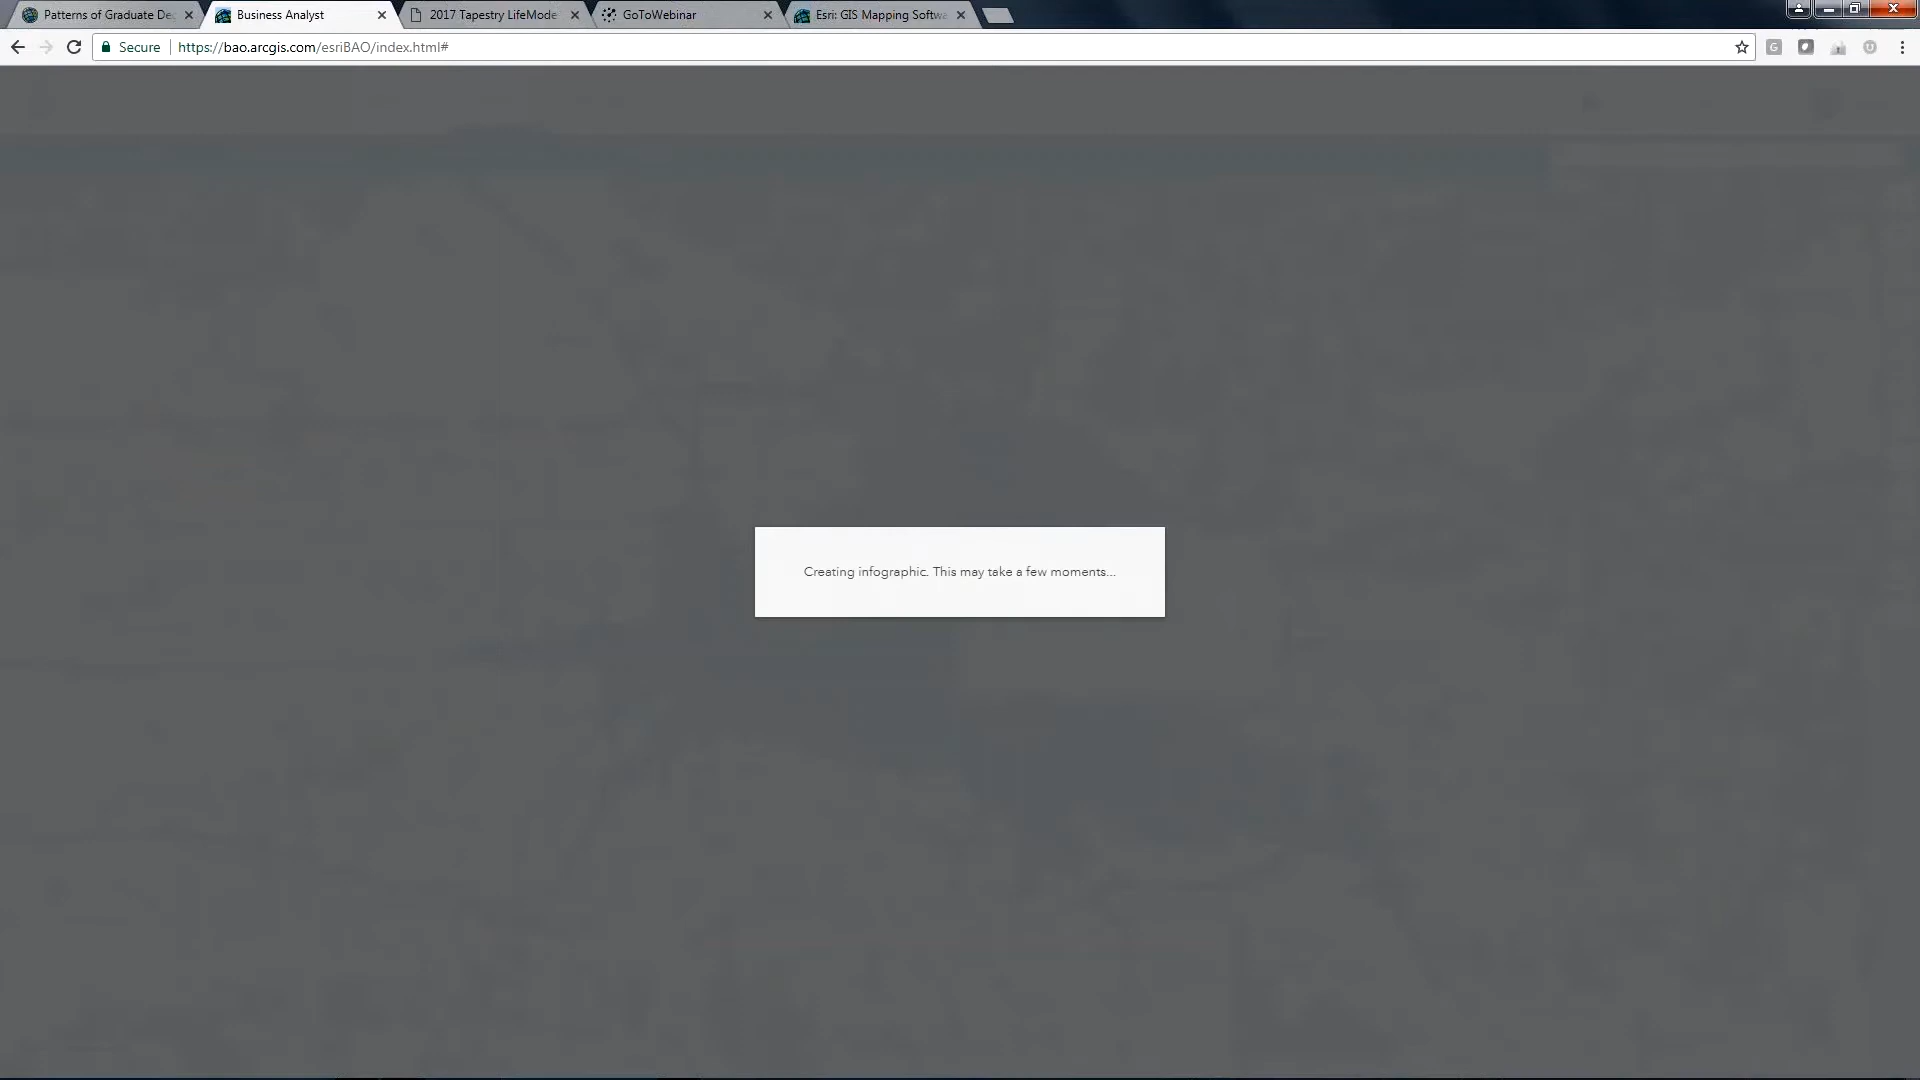 Patterns of Graduate De
Business Analyst
2017 Tapestry LifeMode
GoToWebinar
Esri: GIS Mapping Softwa
Secure
https://bao.arcgis.com/esriBAO/index.html#
Creating infographic. This may take a few moments...